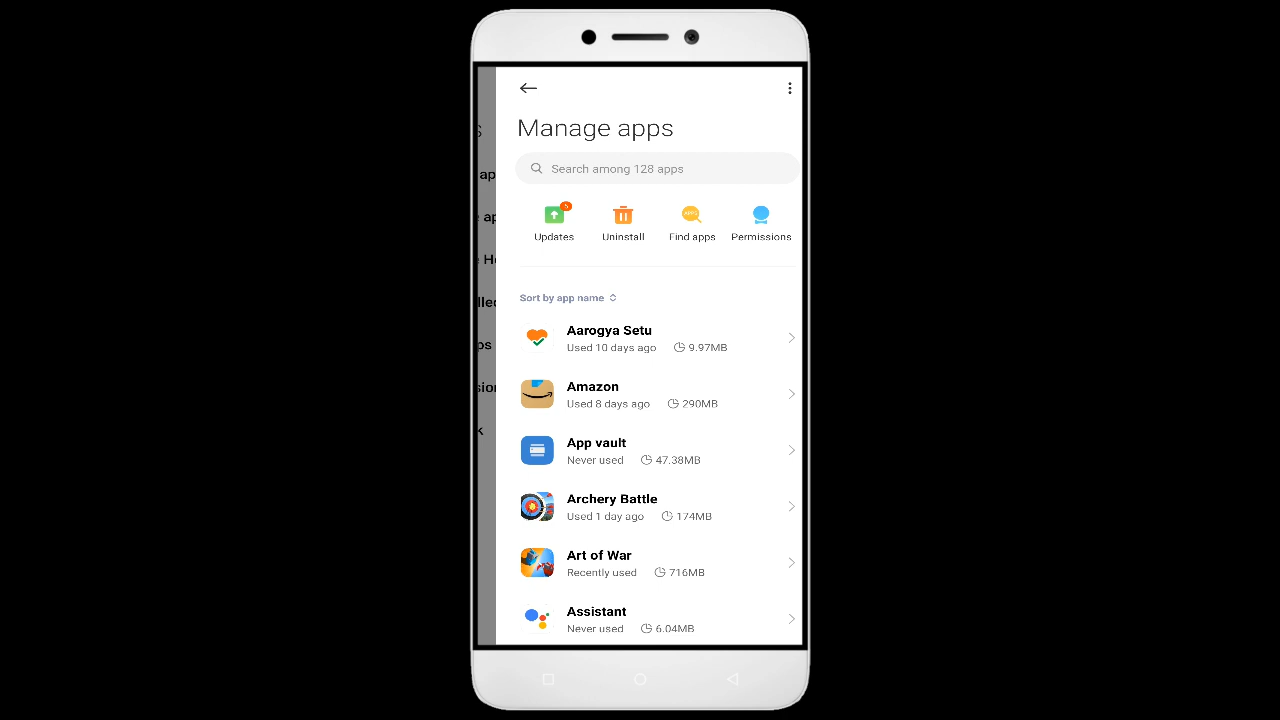 Manage apps
Search among 128 apps
Updates
Uninstall
APPS
Find apps
Permissions
Sort by app name
Aarogya Setu
Used 10 days ago 9.97MB
Amazon
Used 8 days ago 290MB
App vault
Never used 47.38MB
Archery Battle
Used 1 day ago 174MB
Art of War
Recently used 716MB
Assistant
Never used 6.04MB